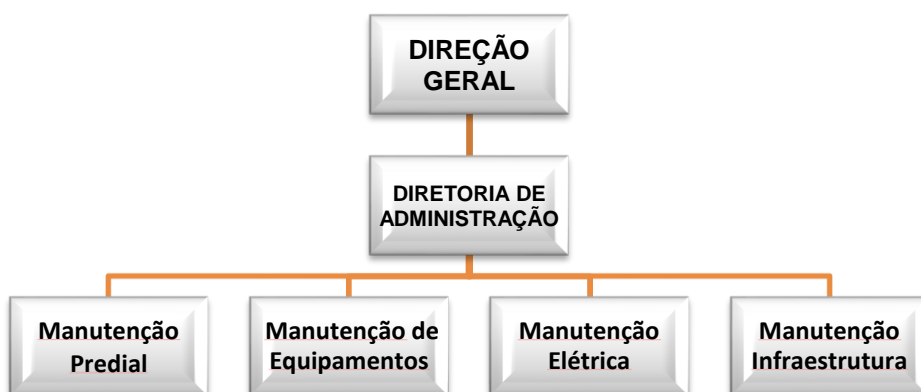 DIREÇÃO
GERAL
DIRETORIA DE
ADMINISTRAÇÃO
Manutenção
Predial
Manutenção de
Equipamentos
Manutenção
Elétrica
Manutenção
Infraestrutura